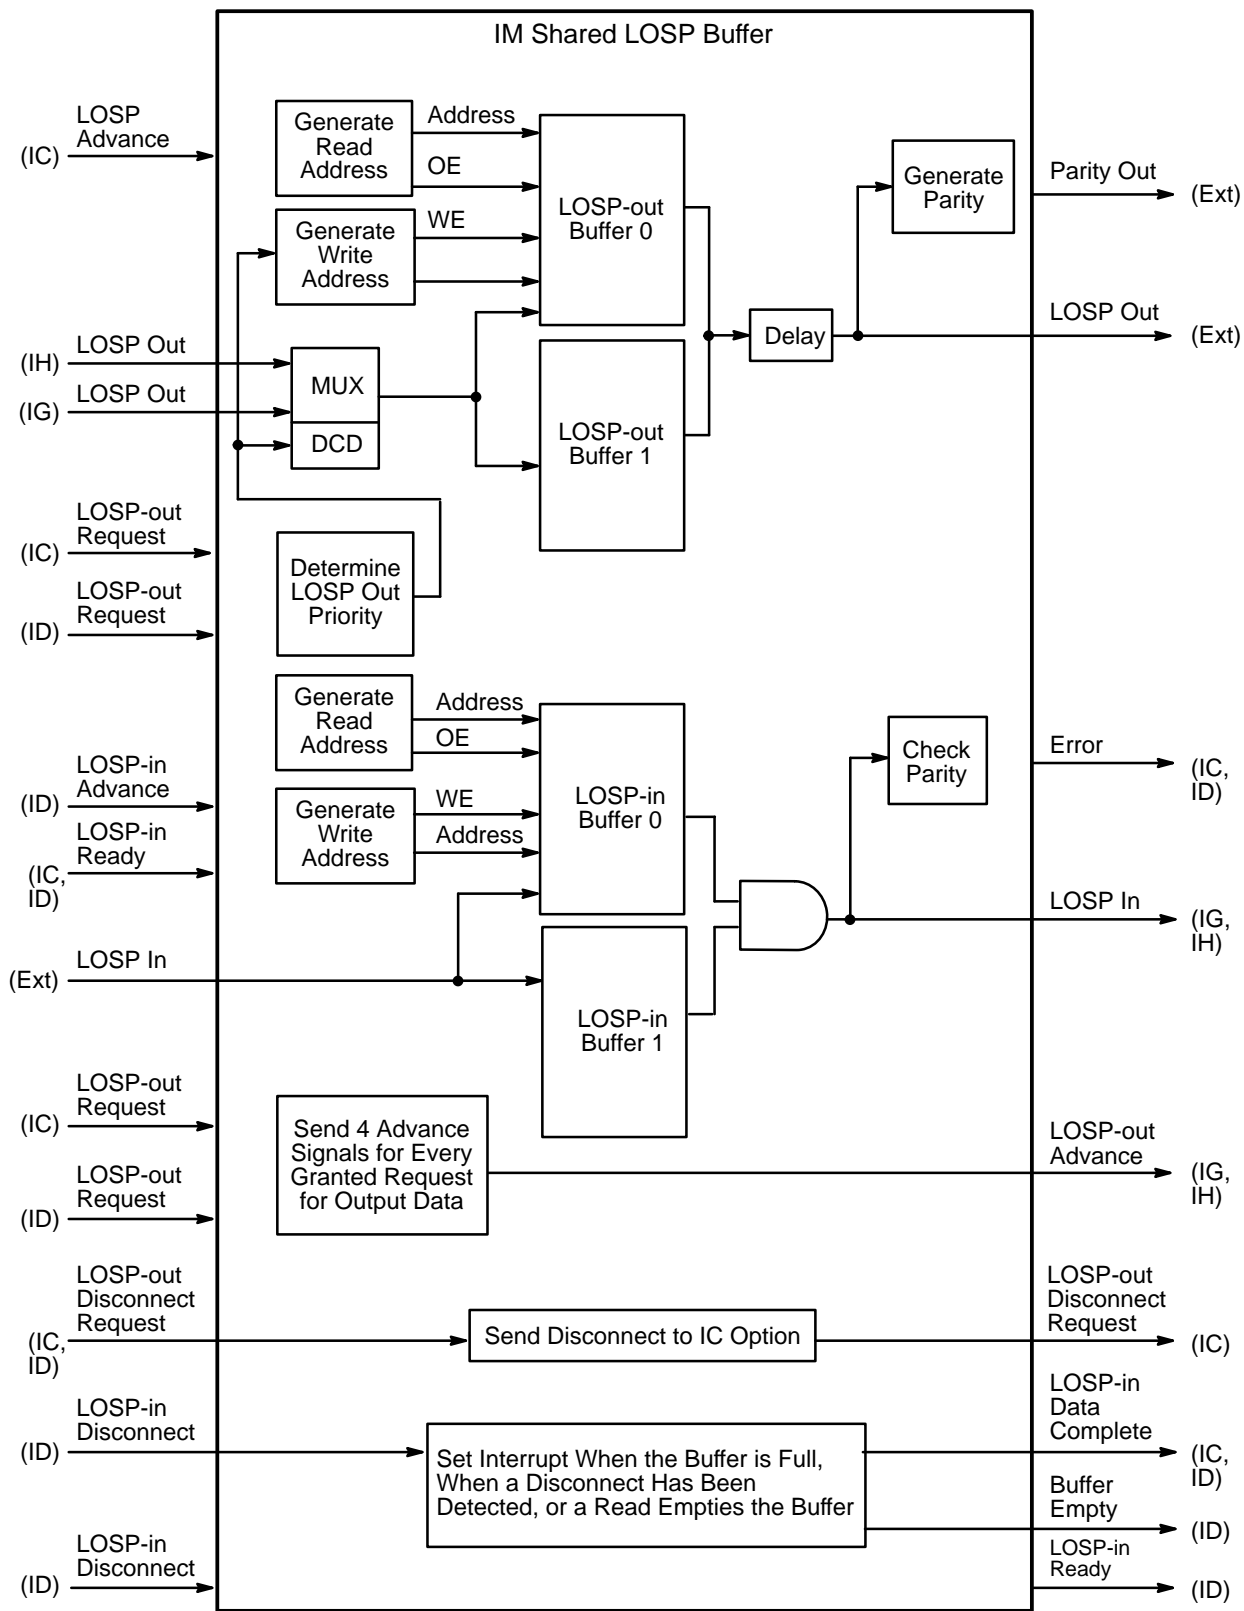 IM Shared LOSP Buffer
LOSP
Advance
(IC)
Generate
Read
Address
Address
OE
Generate
Write
Address
WE
LOSP-out
Buffer 0
Generate
Parity
Parity Out
(Ext)
(IH)
LOSP Out
(IG)
LOSP Out
MUX
DCD
LOSP-out
Buffer 1
Delay
LOSP Out
(Ext)
LOSP-out
Request
(IC)
LOSP-out
Request
(ID)
Determine
LOSP Out
Priority
Generate
Read
Address
Address
OE
LOSP-in
Advance
(ID)
LOSP-in
Ready
(IC,
ID)
Generate
Write
Address
WE
Address
LOSP-in
Buffer 0
Check
Parity
Error
(IC,
ID)
LOSP In
(IG,
IH)
LOSP In
(Ext)
LOSP-in
Buffer 1
LOSP-out
Request
(IC)
LOSP-out
Request
(ID)
Send 4 Advance
Signals for Every
Granted Request
for Output Data
LOSP-out
Advance
(IG,
IH)
LOSP-out
Disconnect
Request
(IC,
ID)
Send Disconnect to IC Option
LOSP-out
Disconnect
Request
(IC)
LOSP-in
Disconnect
(ID)
Set Interrupt When the Buffer is Full,
When a Disconnect Has Been
Detected, or a Read Empties the Buffer
LOSP-in
Data
Complete
(IC,
ID)
Buffer
Empty
(ID)
LOSP-in
Disconnect
(ID)
LOSP-in
Ready
(ID)